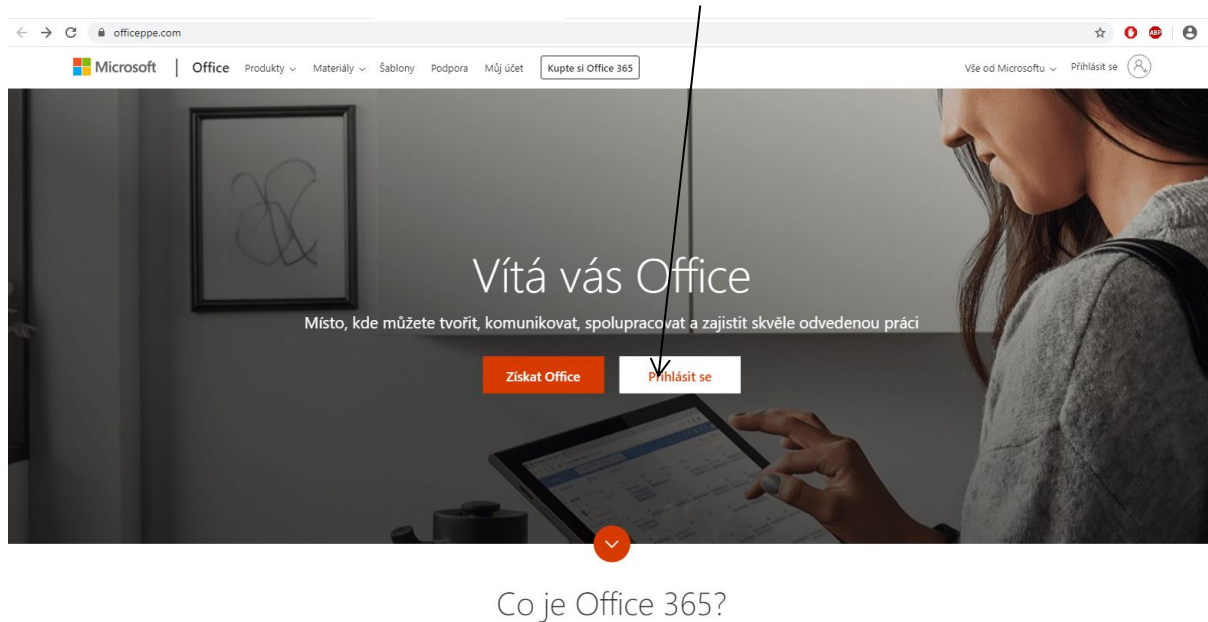 officeppe.com
ABP
Microsoft Office Produkty Materiály Šablony Podpora Můj účet Kupte si Office 365 Vše od Microsoftu Přihlásit se
Vítá vás Office
Místo, kde můžete tvořit, komunikovat, spolupracovat a zajistit skvěle odvedenou práci
Získat Office Přihlásit se
Co je Office 365?